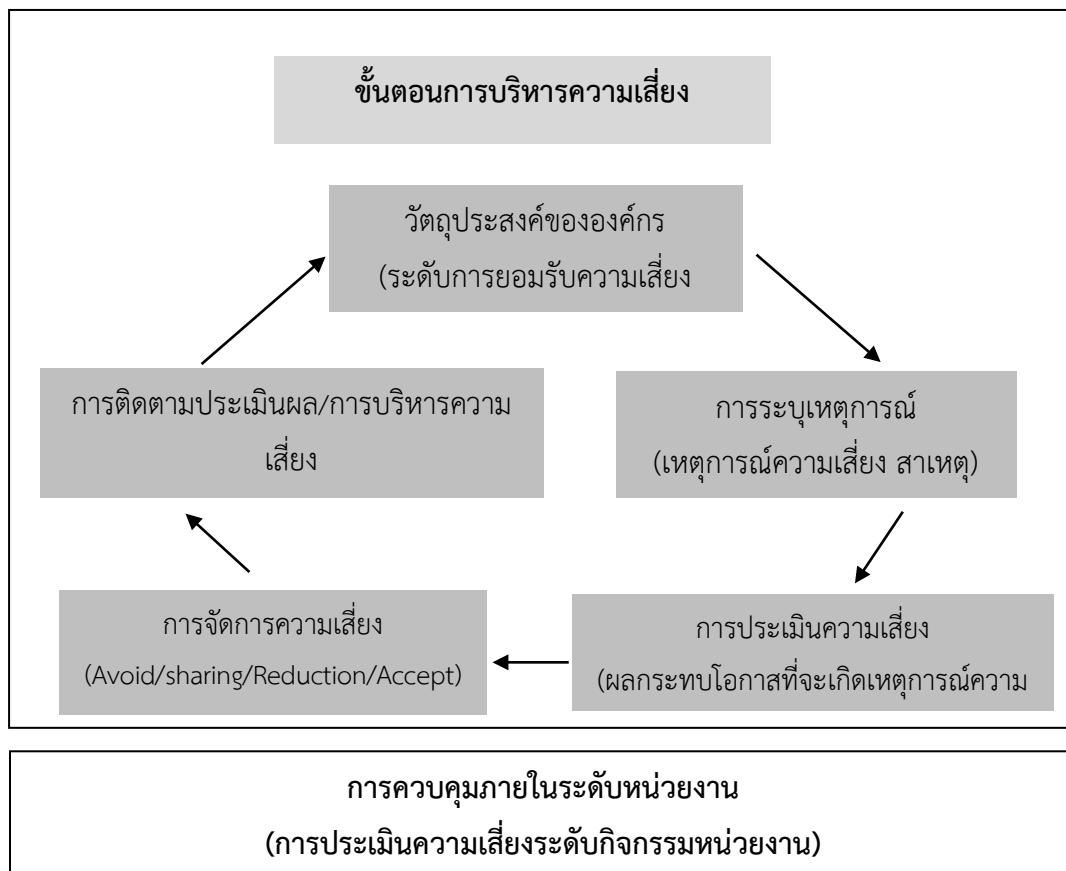 ขั้นตอนการบริหารความเสี่ยง
วัตถุประสงค์ขององค์กร
(ระดับการยอมรับความเสี่ยง
การระบุเหตุการณ์
(เหตุการณ์ความเสี่ยง สาเหตุ)
การประเมินความเสี่ยง
(ผลกระทบโอกาสที่จะเกิดเหตุการณ์ความ
การจัดการความเสี่ยง
(Avoid/sharing/Reduction/Accept)
การติดตามประเมินผล/การบริหารความ
เสี่ยง
การควบคุมภายในระดับหน่วยงาน
(การประเมินความเสี่ยงระดับกิจกรรมหน่วยงาน)